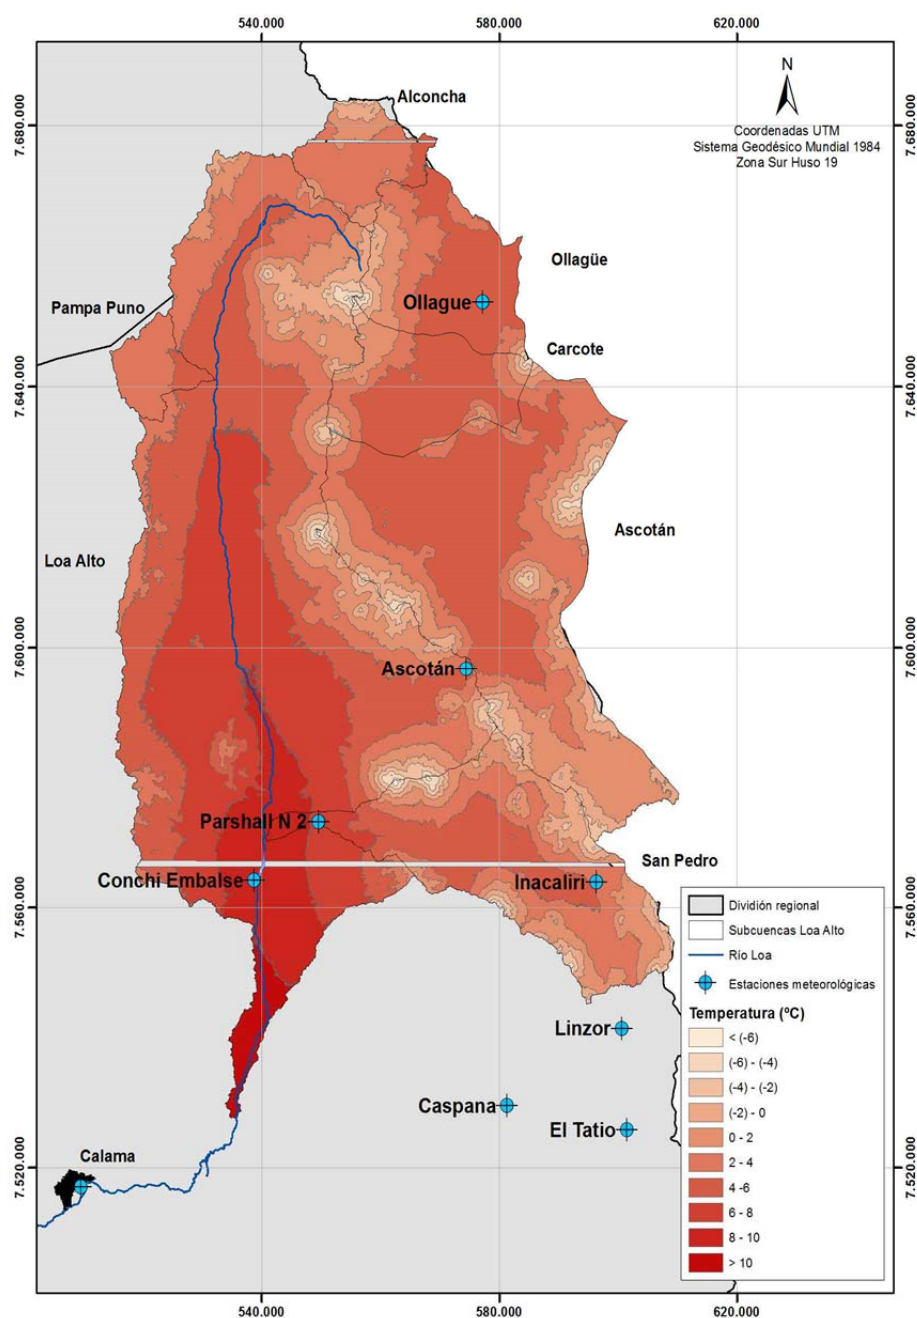 540.000
580.000
620.000
N
Coordenadas UTM
Sistema Geodésico Mundial 1984
Zona Sur Huso 19
Alconcha
7.680.000
7.680.000
Ollagüe
Pampa Puno
Ollague
Carcote
7.640.000
7.640.000
Ascotán
Loa Alto
7.600.000
7.600.000
Ascotán
Parshall N 2
San Pedro
Conchi Embalse
Inacaliri
7.560.000
7.560.000
División regional
Subcuencas Loa Alto
Río Loa
Estaciones meteorológicas
Temperatura (ºC)
< (-6)
(-6) - (-4)
(-4) - (-2)
(-2) - 0
0 - 2
2 - 4
4 -6
6 - 8
8 - 10
> 10
Linzor
Caspana
El Tatio
Calama
7.520.000
7.520.000
540.000
580.000
620.000